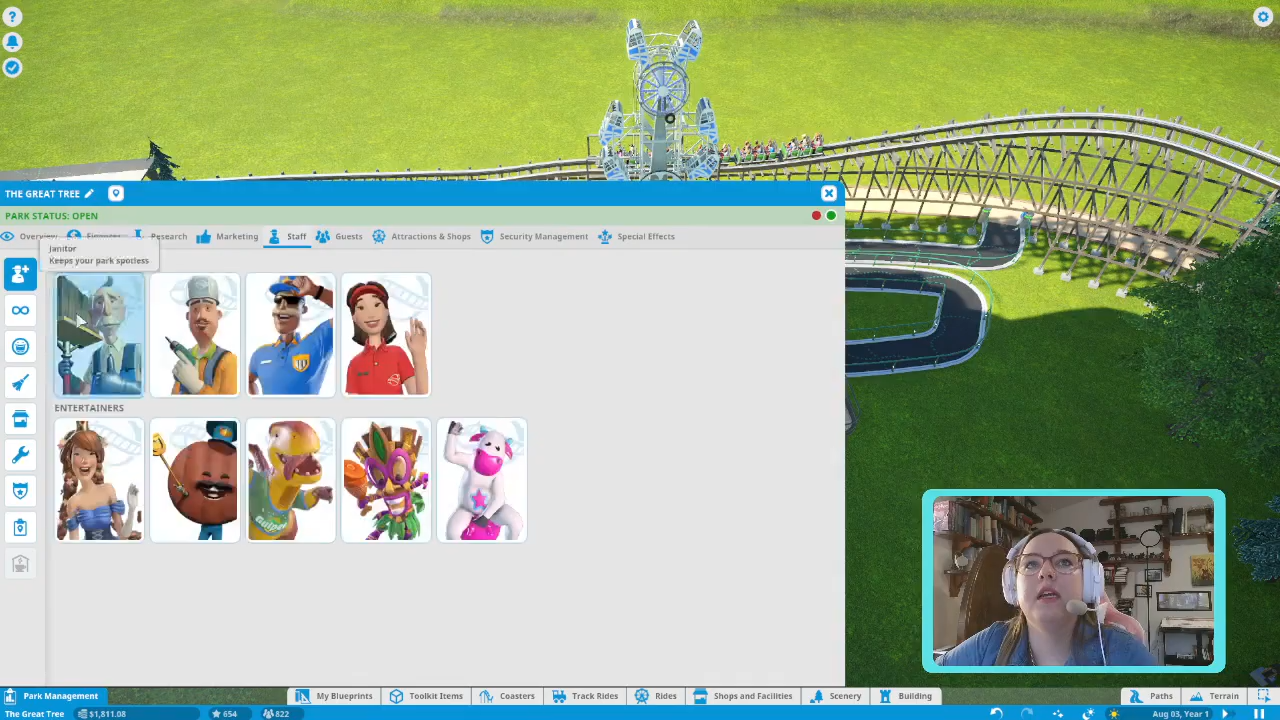 THE GREAT TREE
PARK STATUS: OPEN
Overview Finances Research Marketing Staff Guests Attractions & Shops Security Management Special Effects
Janitor
Keeps your park spotless
ENTERTAINERS
Gulpee
Park Management My Blueprints Toolkit Items Coasters Track Rides Rides Shops and Facilities Scenery Building Paths Terrain
The Great Tree $1,811.08 654 822 Aug 03, Year 1